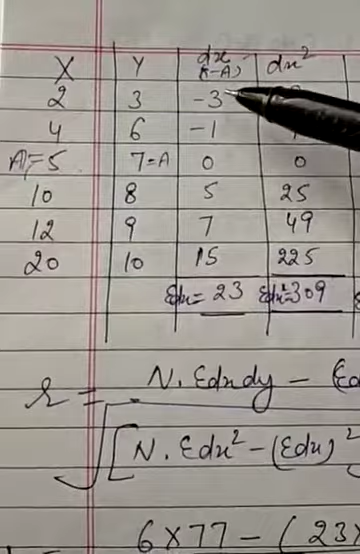 X Y dx (x-A) dx²
2 3 -3
4 6 -1
A=5 7=A 0 0
10 8 5 25
12 9 7 49
20 10 15 225
Σdx= 23 Σdx²=309
r = N.Σdxdy - (Σd
[N.Σdx² - (Σdx)²
6×77 - (23×